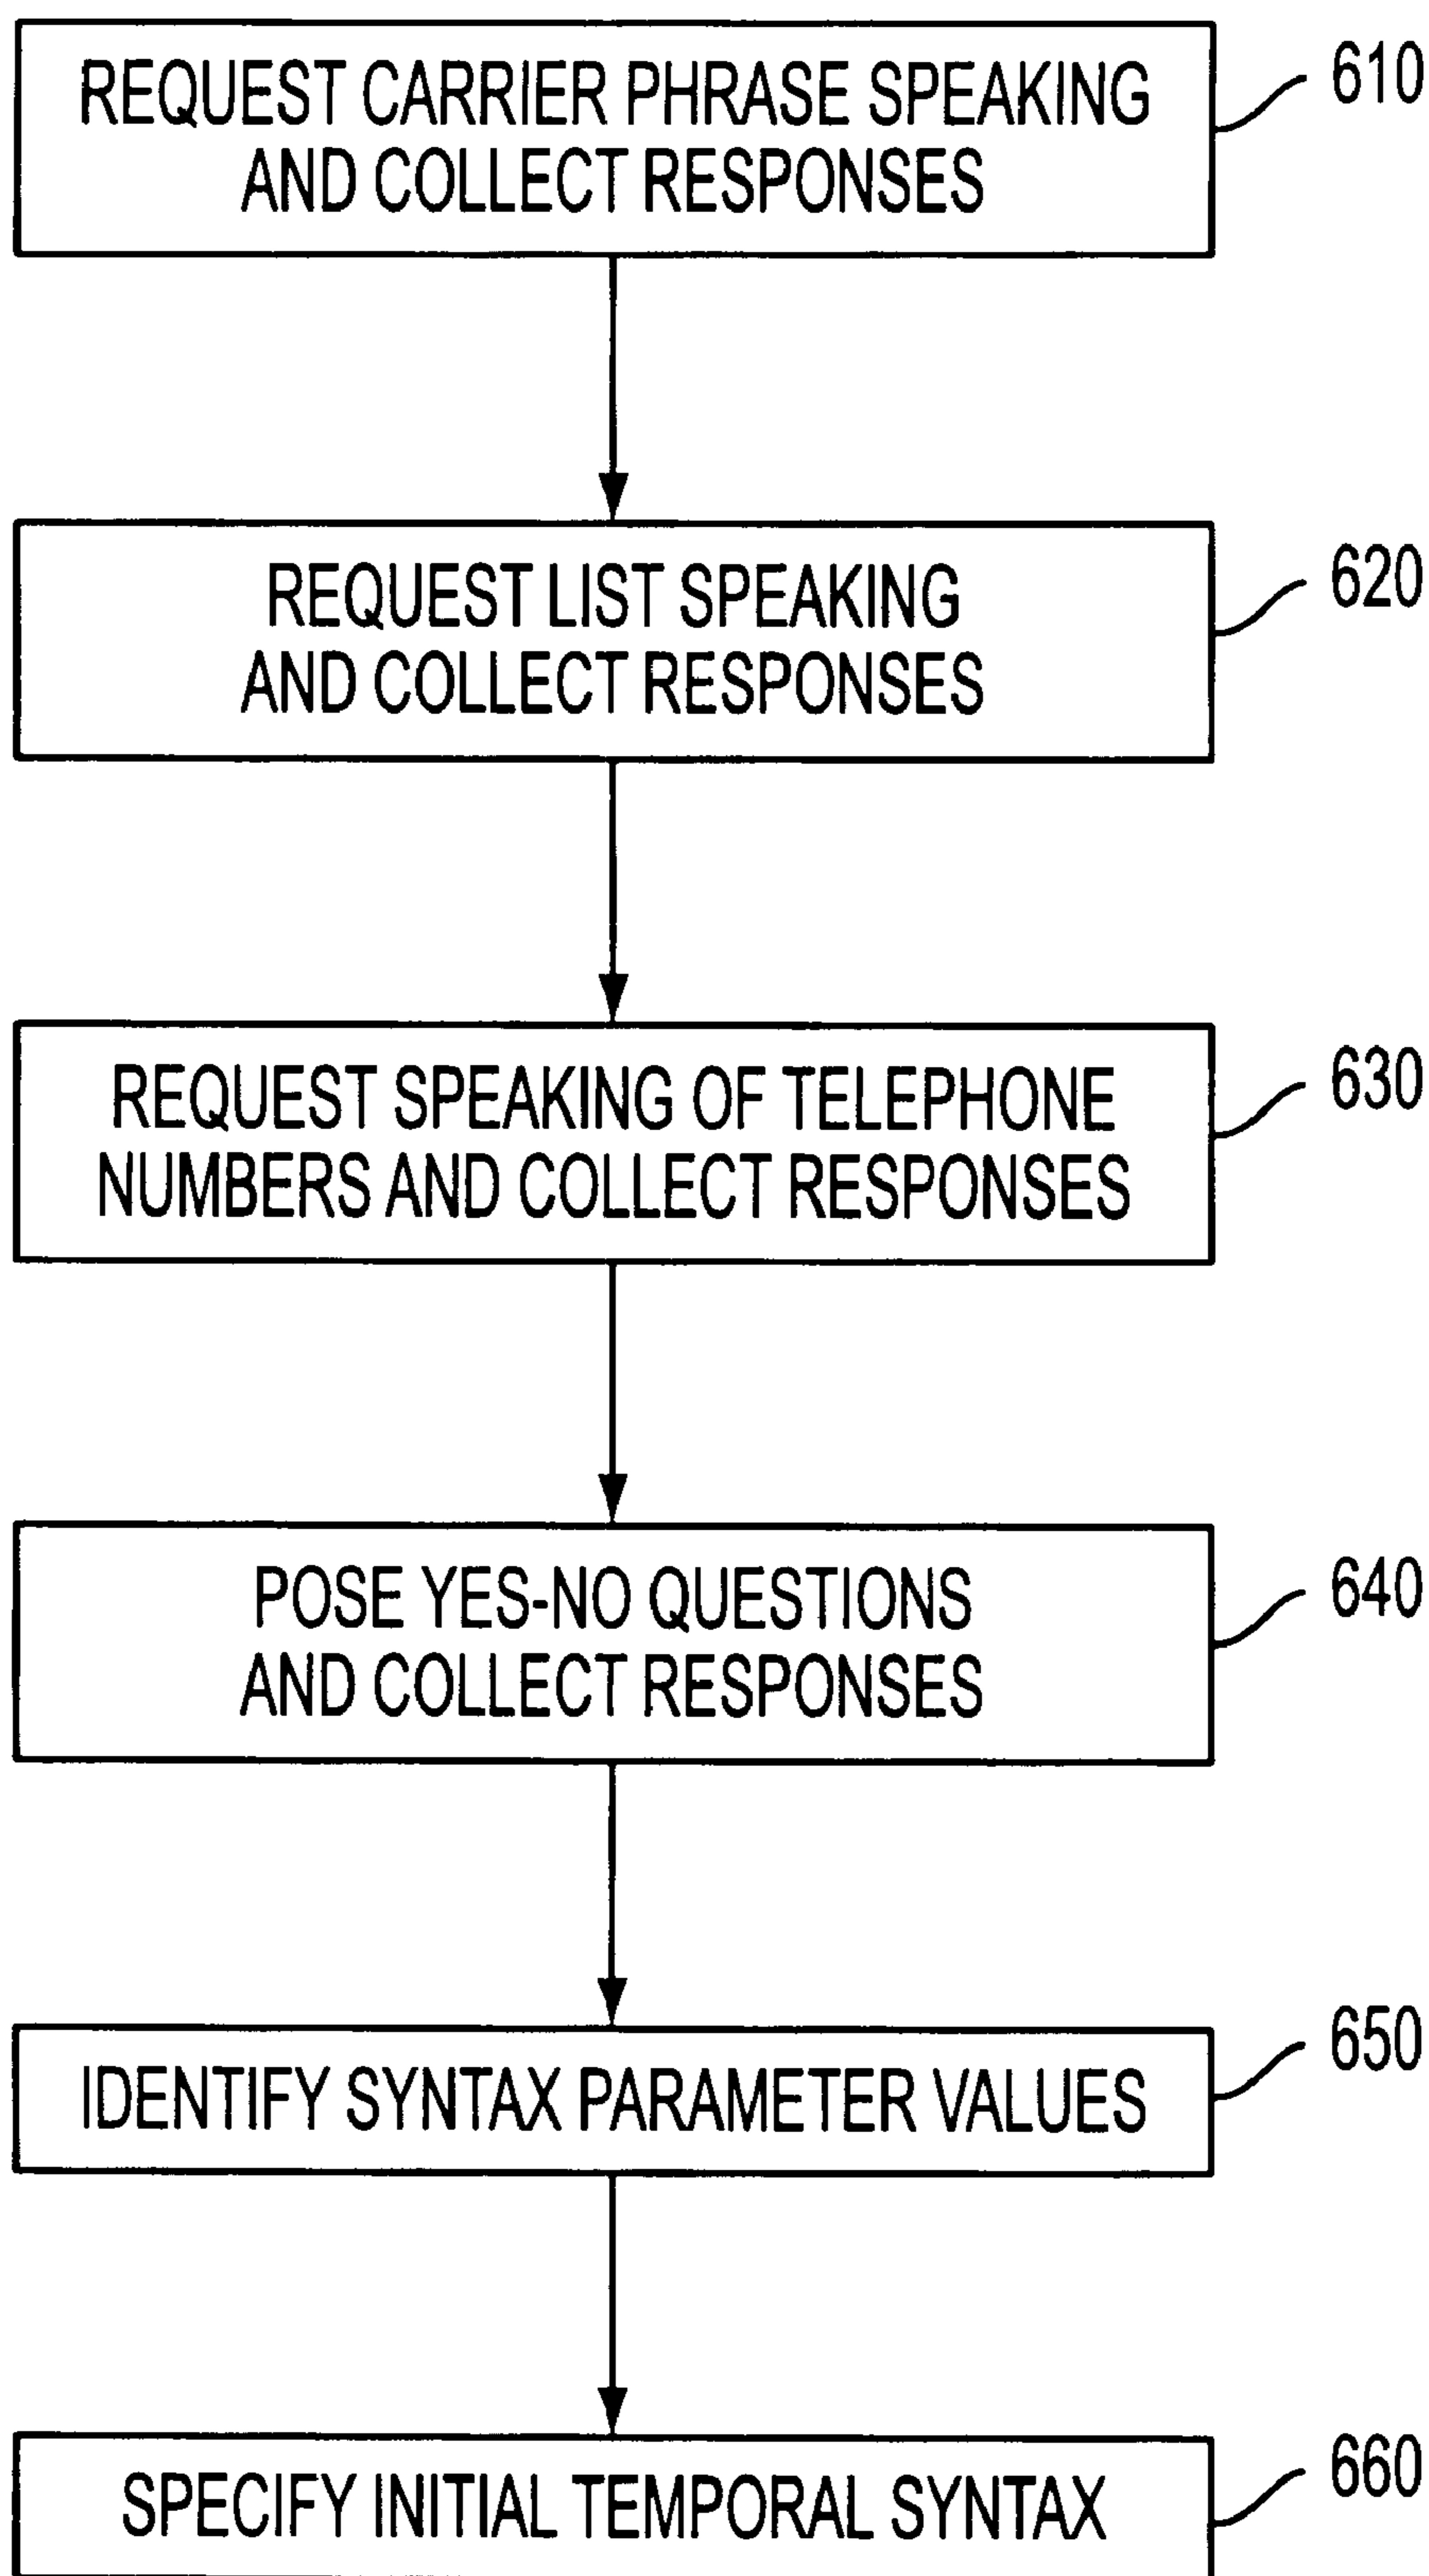 REQUEST CARRIER PHRASE SPEAKING
AND COLLECT RESPONSES
610
REQUEST LIST SPEAKING
AND COLLECT RESPONSES
620
REQUEST SPEAKING OF TELEPHONE
NUMBERS AND COLLECT RESPONSES
630
POSE YES-NO QUESTIONS
AND COLLECT RESPONSES
640
IDENTIFY SYNTAX PARAMETER VALUES
650
SPECIFY INITIAL TEMPORAL SYNTAX
660